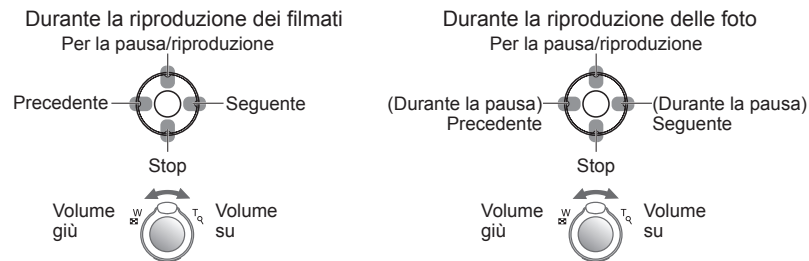 Durante la riproduzione dei filmati
Per la pausa/riproduzione
Precedente
Seguente
Stop
Volume
giù
W
T
Volume
su
Durante la riproduzione delle foto
Per la pausa/riproduzione
(Durante la pausa)
Precedente
(Durante la pausa)
Seguente
Stop
Volume
giù
W
T
Volume
su